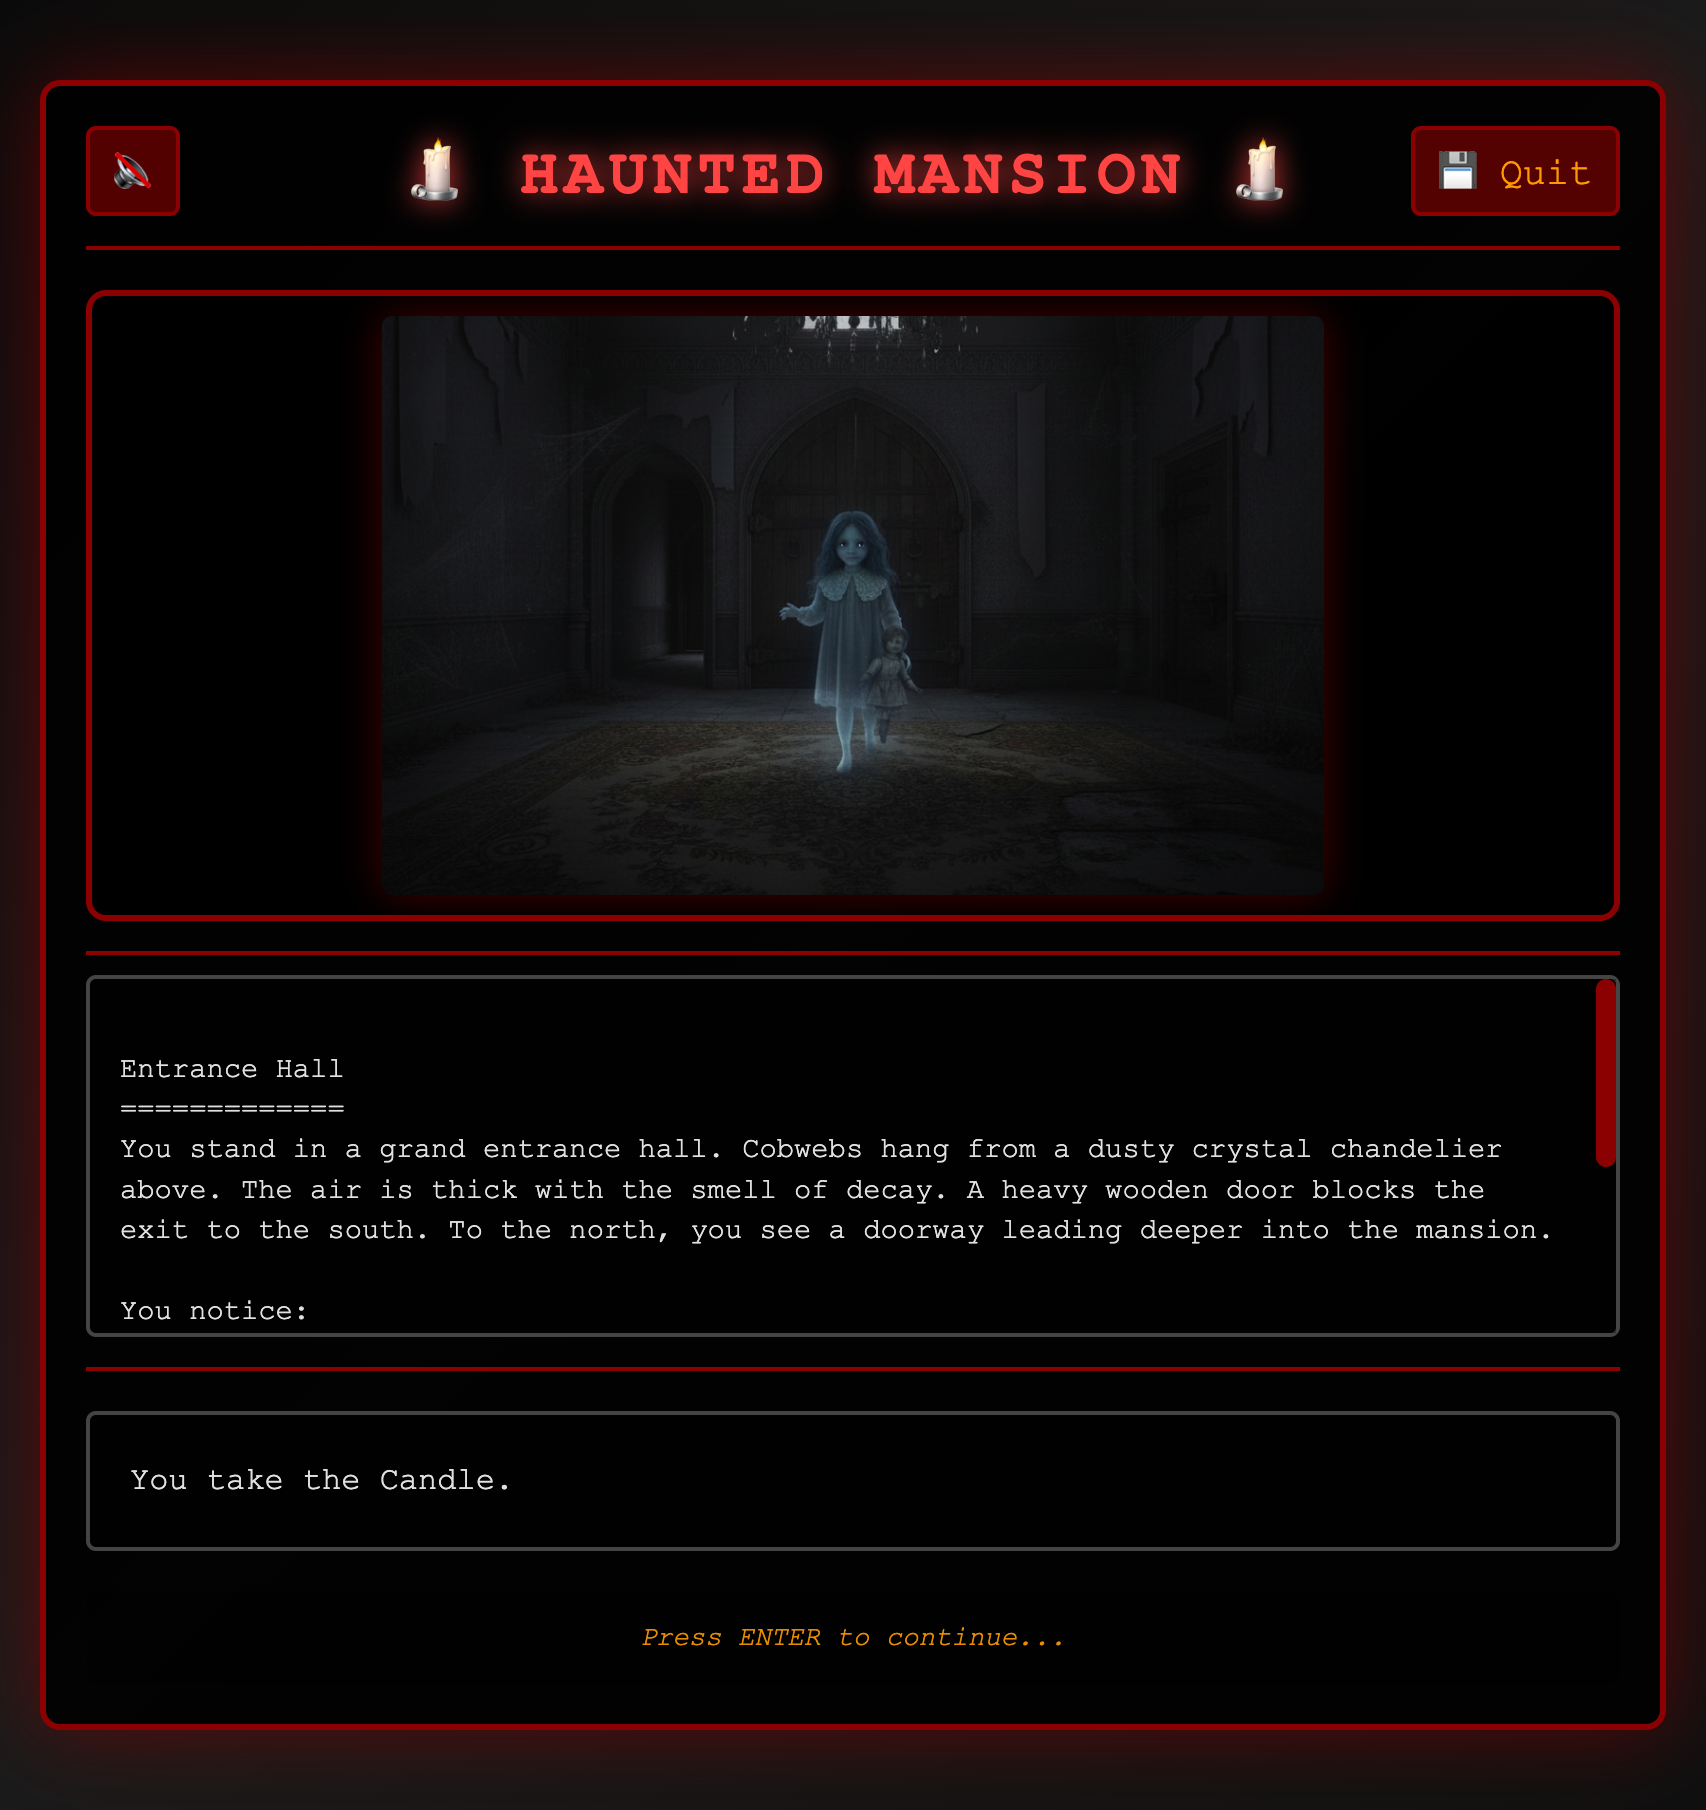 HAUNTED MANSION
Quit
Entrance Hall
=============
You stand in a grand entrance hall. Cobwebs hang from a dusty crystal chandelier
above. The air is thick with the smell of decay. A heavy wooden door blocks the
exit to the south. To the north, you see a doorway leading deeper into the mansion.
You notice:
You take the Candle.
Press ENTER to continue...